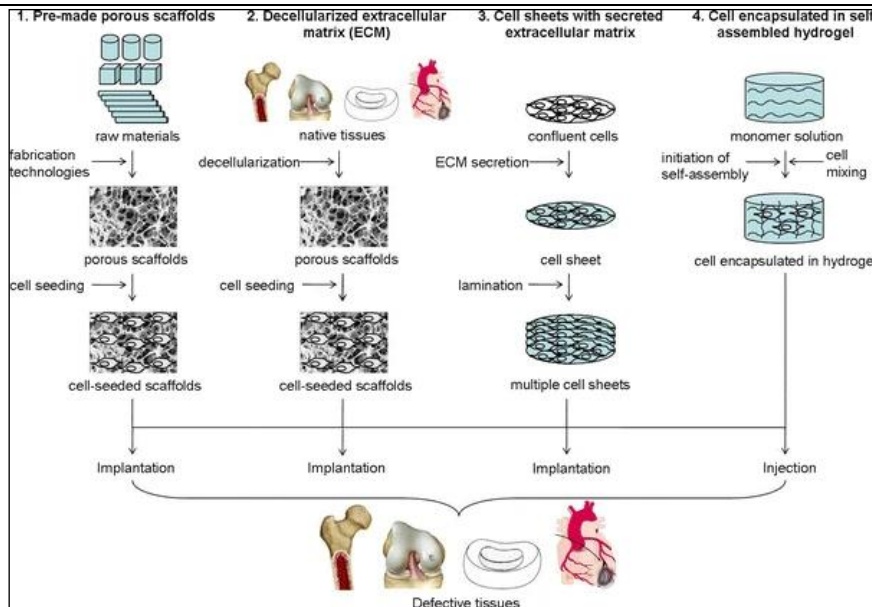 1. Pre-made porous scaffolds
2. Decellularized extracellular
matrix (ECM)
3. Cell sheets with secreted
extracellular matrix
4. Cell encapsulated in self
assembled hydrogel
raw materials
native tissues
confluent cells
monomer solution
fabrication
technologies
decellularization
ECM secretion
initiation of
self-assembly
cell
mixing
porous scaffolds
porous scaffolds
cell sheet
cell encapsulated in hydrogel
cell seeding
cell seeding
lamination
cell-seeded scaffolds
cell-seeded scaffolds
multiple cell sheets
Implantation
Implantation
Implantation
Injection
Defective tissues